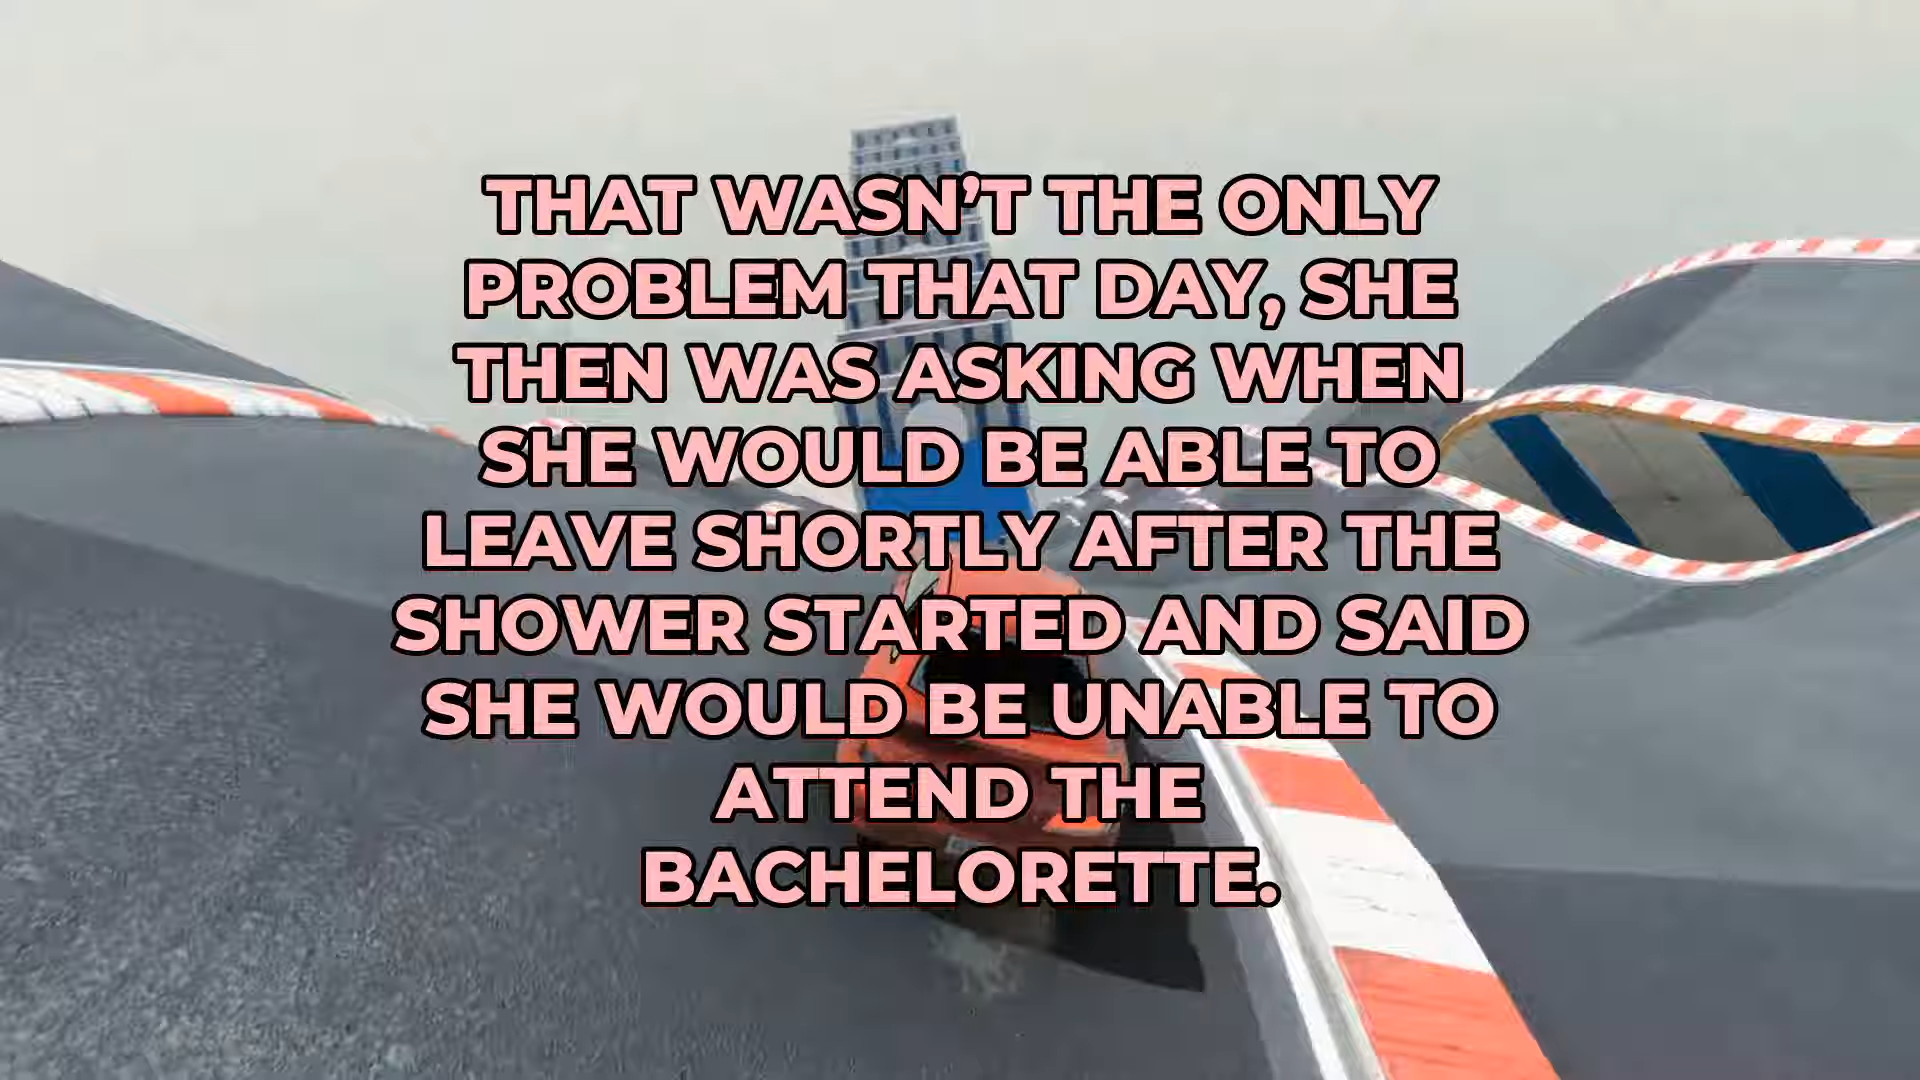 THAT WASN’T THE ONLY
PROBLEM THAT DAY, SHE
THEN WAS ASKING WHEN
SHE WOULD BE ABLE TO
LEAVE SHORTLY AFTER THE
SHOWER STARTED AND SAID
SHE WOULD BE UNABLE TO
ATTEND THE
BACHELORETTE.